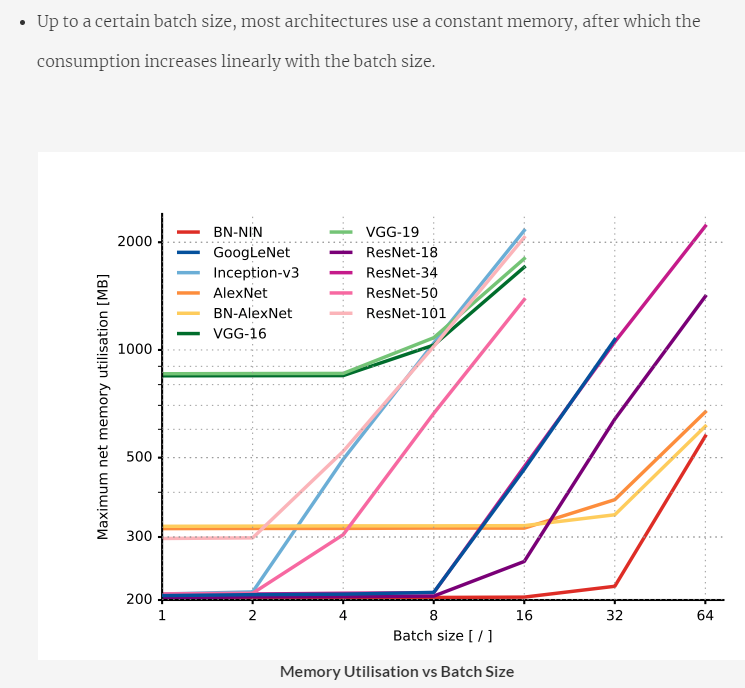 • Up to a certain batch size, most architectures use a constant memory, after which the
consumption increases linearly with the batch size.
BN-NIN
GoogLeNet
Inception-v3
AlexNet
BN-AlexNet
VGG-16
VGG-19
ResNet-18
ResNet-34
ResNet-50
ResNet-101
Maximum net memory utilisation [MB]
2000
1000
500
300
200
1 2 4 8 16 32 64
Batch size [ / ]
Memory Utilisation vs Batch Size